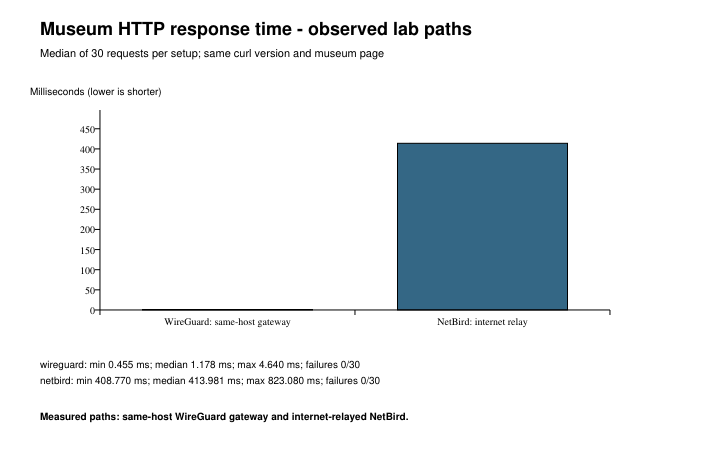 Museum HTTP response time - observed lab paths
Median of 30 requests per setup; same curl version and museum page
Milliseconds (lower is shorter)
450
400
350
300
250
200
150
100
50
0
WireGuard: same-host gateway
NetBird: internet relay
wireguard: min 0.455 ms; median 1.178 ms; max 4.640 ms; failures 0/30
netbird: min 408.770 ms; median 413.981 ms; max 823.080 ms; failures 0/30
Measured paths: same-host WireGuard gateway and internet-relayed NetBird.